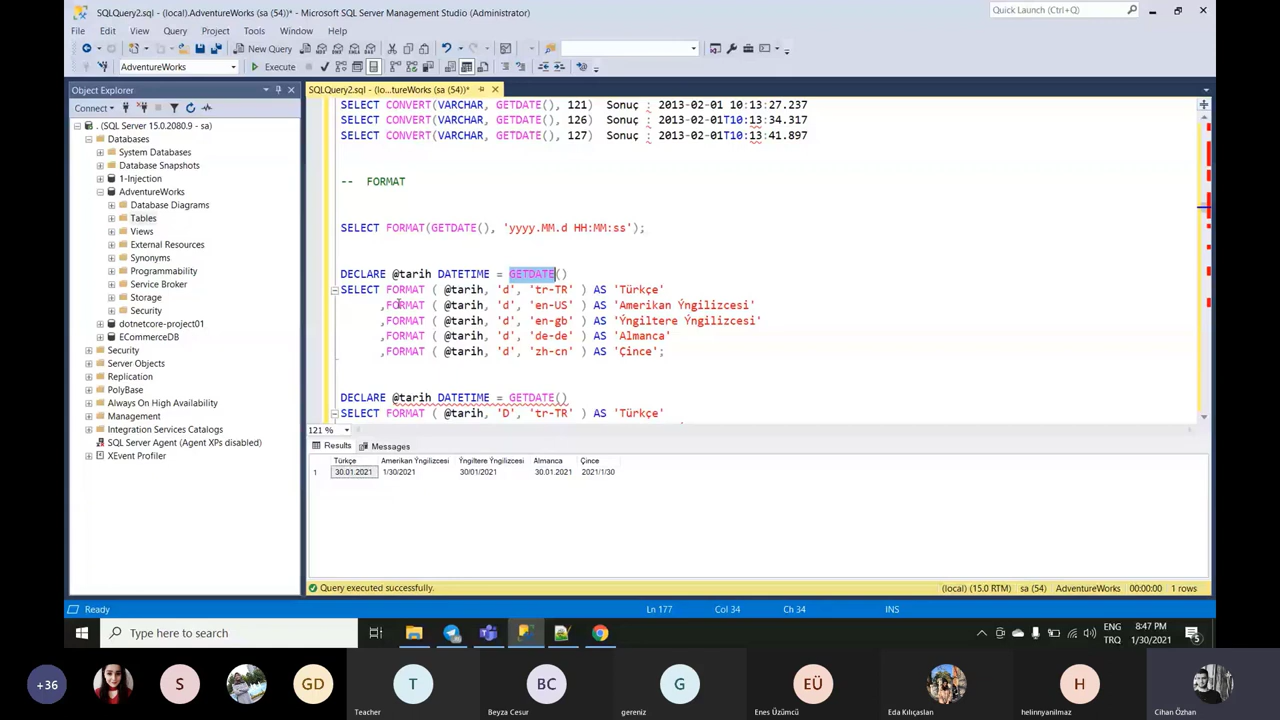 SQLQuery2.sql - (local).AdventureWorks (sa (54))* - Microsoft SQL Server Management Studio (Administrator)
Quick Launch (Ctrl+Q)
File Edit View Query Project Tools Window Help
New Query
AdventureWorks Execute
Object Explorer
SQLQuery2.sql - (lo...tureWorks (sa (54))*
Connect
. (SQL Server 15.0.2080.9 - sa)
Databases
System Databases
Database Snapshots
1-Injection
AdventureWorks
Database Diagrams
Tables
Views
External Resources
Synonyms
Programmability
Service Broker
Storage
Security
dotnetcore-project01
ECommerceDB
Security
Server Objects
Replication
PolyBase
Always On High Availability
Management
Integration Services Catalogs
SQL Server Agent (Agent XPs disabled)
XEvent Profiler
SELECT CONVERT(VARCHAR, GETDATE(), 121) Sonuç : 2013-02-01 10:13:27.237
SELECT CONVERT(VARCHAR, GETDATE(), 126) Sonuç : 2013-02-01T10:13:34.317
SELECT CONVERT(VARCHAR, GETDATE(), 127) Sonuç : 2013-02-01T10:13:41.897
-- FORMAT
SELECT FORMAT(GETDATE(), 'yyyy.MM.d HH:MM:ss');
DECLARE @tarih DATETIME = GETDATE()
SELECT FORMAT ( @tarih, 'd', 'tr-TR' ) AS 'Türkçe'
,FORMAT ( @tarih, 'd', 'en-US' ) AS 'Amerikan Ýngilizcesi'
,FORMAT ( @tarih, 'd', 'en-gb' ) AS 'Ýngiltere Ýngilizcesi'
,FORMAT ( @tarih, 'd', 'de-de' ) AS 'Almanca'
,FORMAT ( @tarih, 'd', 'zh-cn' ) AS 'Çince';
DECLARE @tarih DATETIME = GETDATE()
SELECT FORMAT ( @tarih, 'D', 'tr-TR' ) AS 'Türkçe'
121 %
Results Messages
Türkçe Amerikan Ýngilizcesi Ýngiltere Ýngilizcesi Almanca Çince
1 30.01.2021 1/30/2021 30/01/2021 30.01.2021 2021/1/30
Query executed successfully. (local) (15.0 RTM) sa (54) AdventureWorks 00:00:00 1 rows
Ready Ln 177 Col 34 Ch 34 INS
Type here to search
ENG 8:47 PM
TRQ 1/30/2021 5
+36 S GD T BC G EÜ H
Teacher Beyza Cesur gereniz Enes Üzümcü Eda Kılıçaslan helinnyanilmaz Cihan Özhan